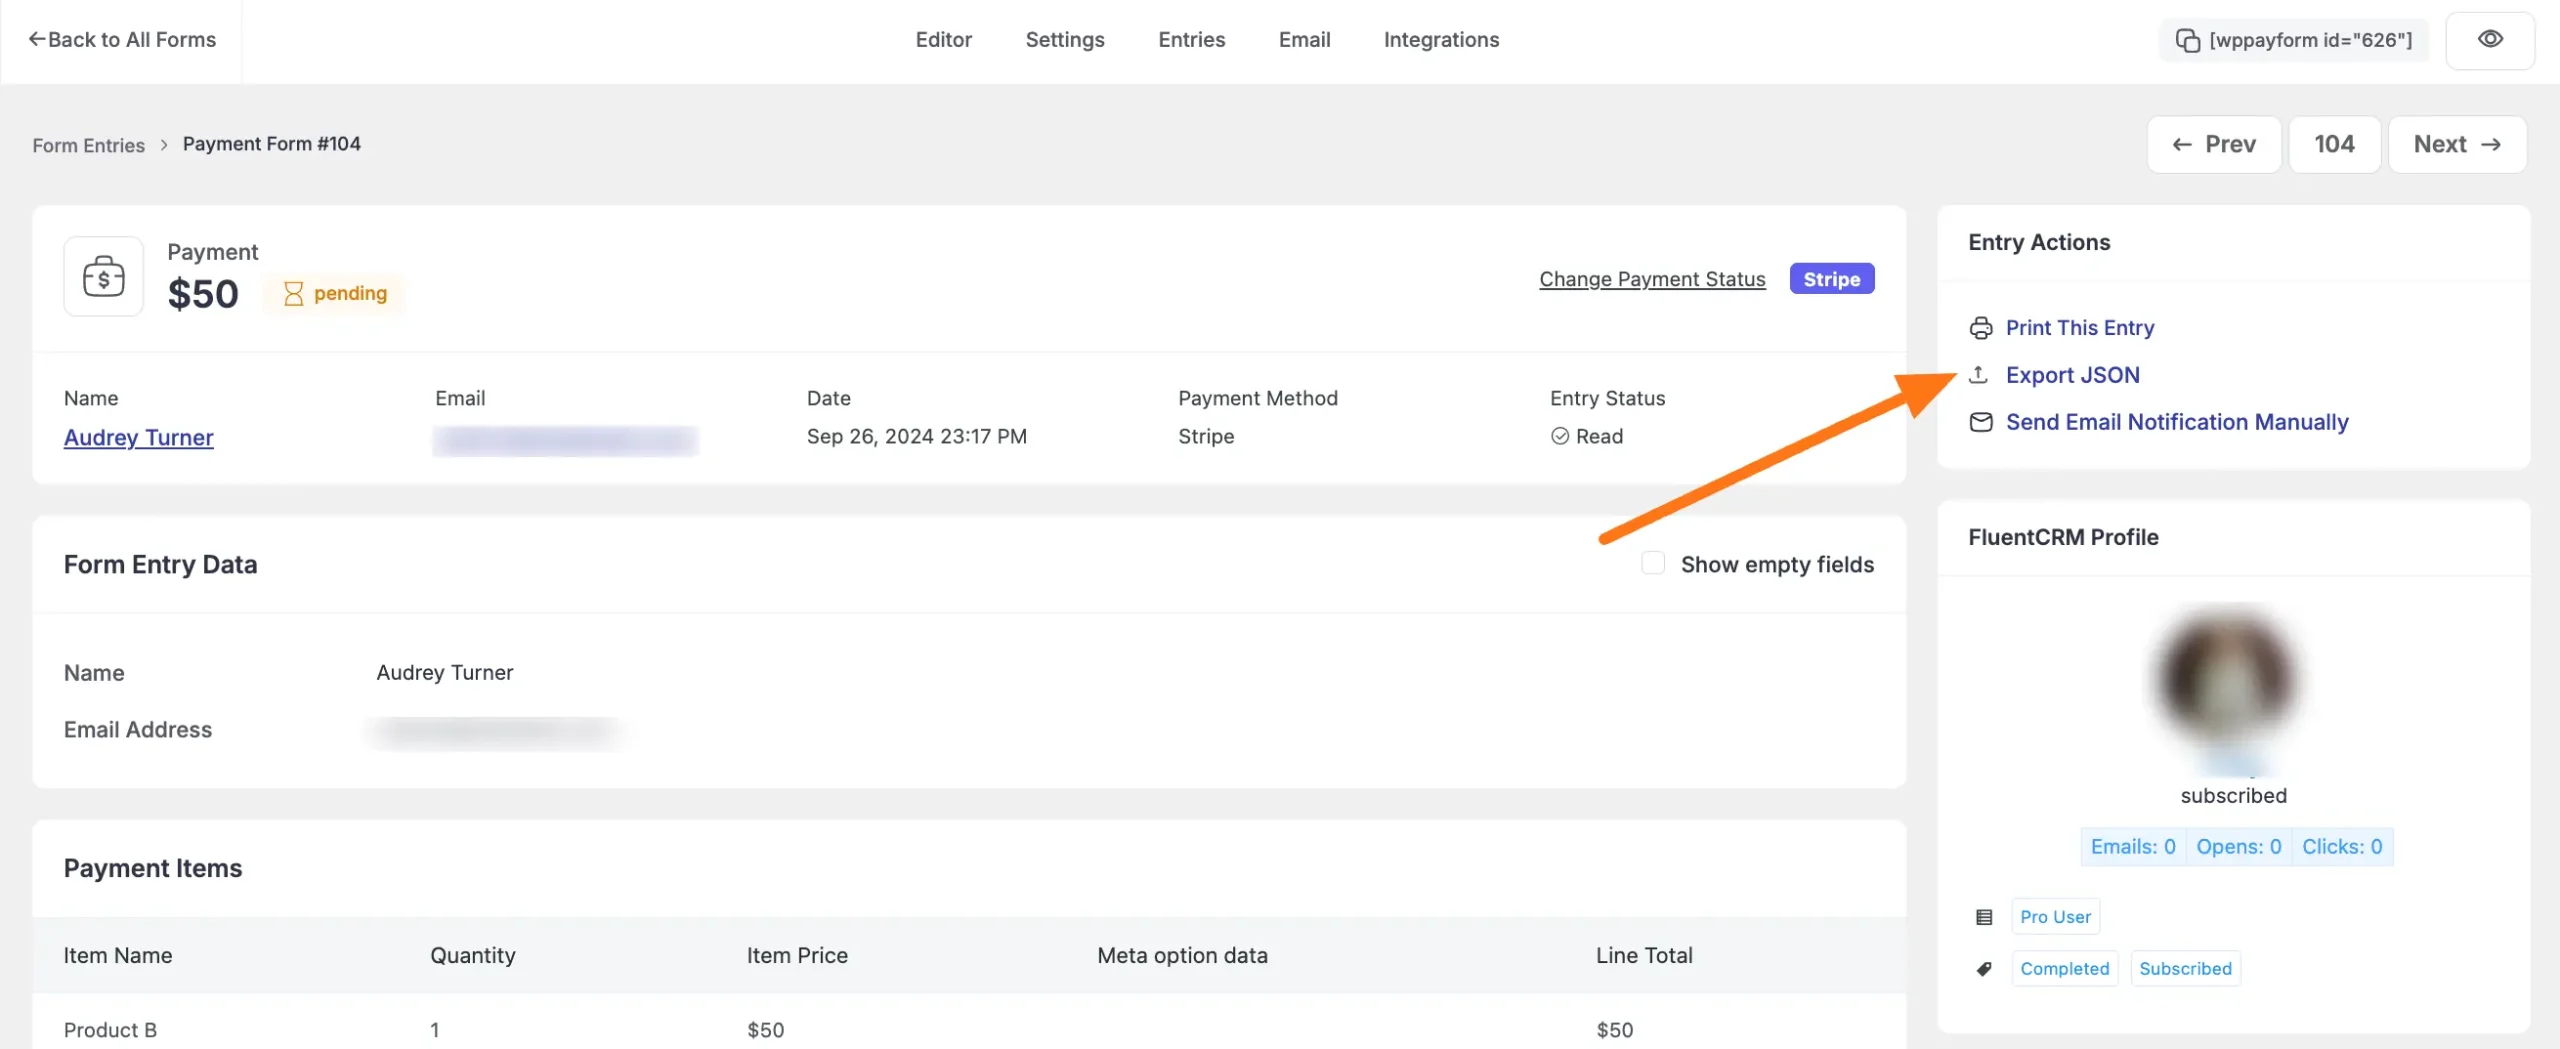 ←Back to All Forms
Editor Settings Entries Email Integrations
[wppayform id="626"]
Form Entries > Payment Form #104
← Prev 104 Next →
Payment
$50 pending
Change Payment Status Stripe
Name Email Date Payment Method Entry Status
Audrey Turner Sep 26, 2024 23:17 PM Stripe Read
Form Entry Data
Show empty fields
Name Audrey Turner
Email Address
Payment Items
Item Name Quantity Item Price Meta option data Line Total
Product B 1 $50 $50
Entry Actions
Print This Entry
Export JSON
Send Email Notification Manually
FluentCRM Profile
subscribed
Emails: 0 Opens: 0 Clicks: 0
Pro User
Completed Subscribed